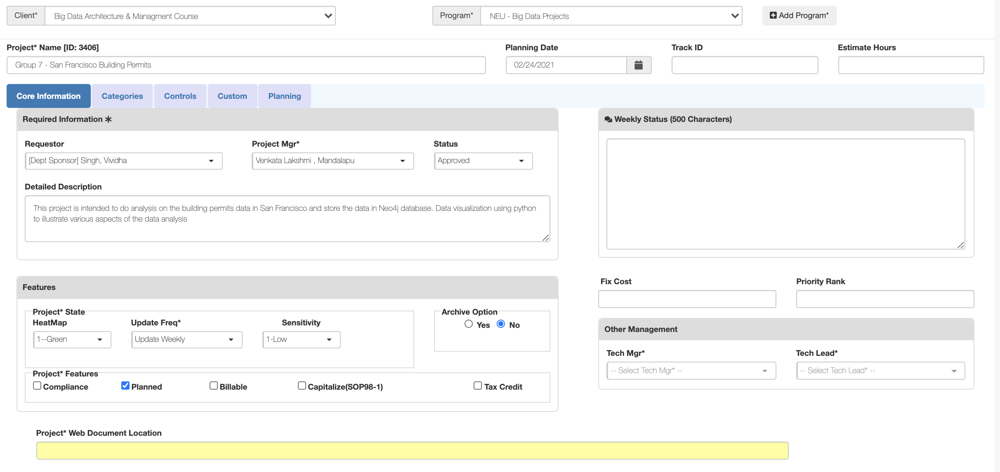 Client* Big Data Architecture & Managment Course Program* NEU - Big Data Projects Add Program*
Project* Name [ID: 3406] Planning Date Track ID Estimate Hours
Group 7 - San Francisco Building Permits 02/24/2021
Core Information Categories Controls Custom Planning
Required Information *
Requestor Project Mgr* Status
[Dept Sponsor] Singh, Vividha Venkata Lakshmi , Mandalapu Approved
Detailed Description
This project is intended to do analysis on the building permits data in San Francisco and store the data in Neo4j database. Data visualization using python
to illustrate various aspects of the data analysis
Weekly Status (500 Characters)
Features
Project* State
HeatMap Update Freq* Sensitivity
1--Green Update Weekly 1-Low
Archive Option
Yes No
Project* Features
Compliance Planned Billable Capitalize(SOP98-1) Tax Credit
Fix Cost Priority Rank
Other Management
Tech Mgr* Tech Lead*
-- Select Tech Mgr* -- -- Select Tech Lead* --
Project* Web Document Location